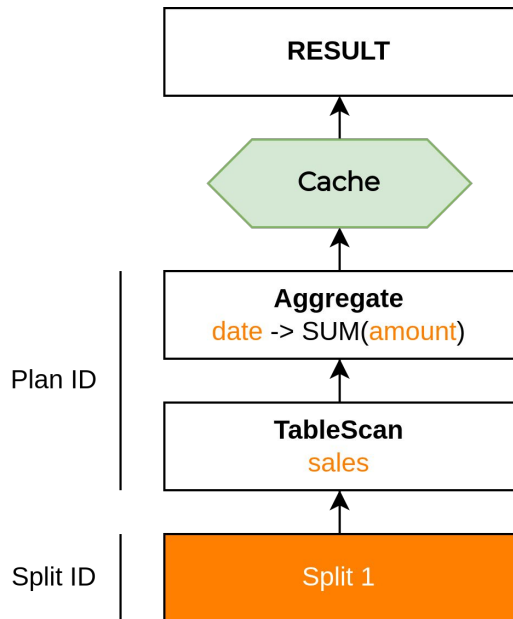 RESULT
Cache
Aggregate
date -> SUM(amount)
Plan ID
TableScan
sales
Split ID
Split 1